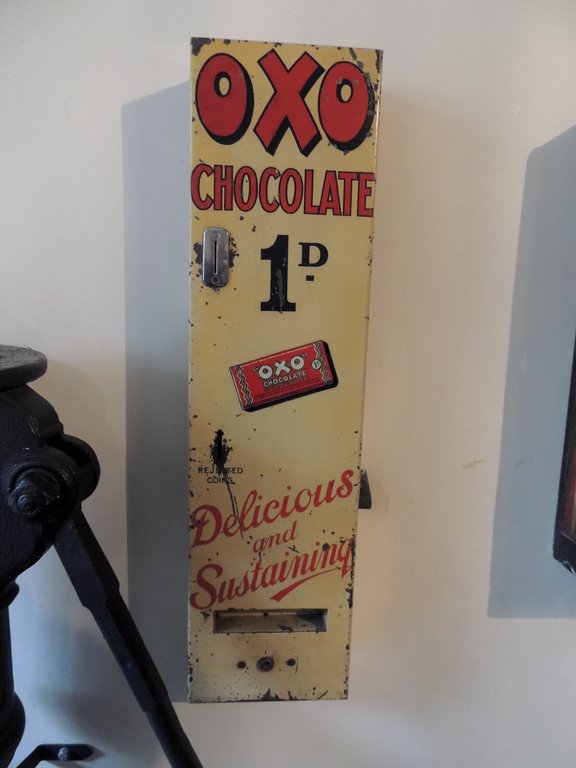 OXO
CHOCOLATE
1D
"OXO"
CHOCOLATE
REJECTED
COINS
Delicious
and
Sustaining